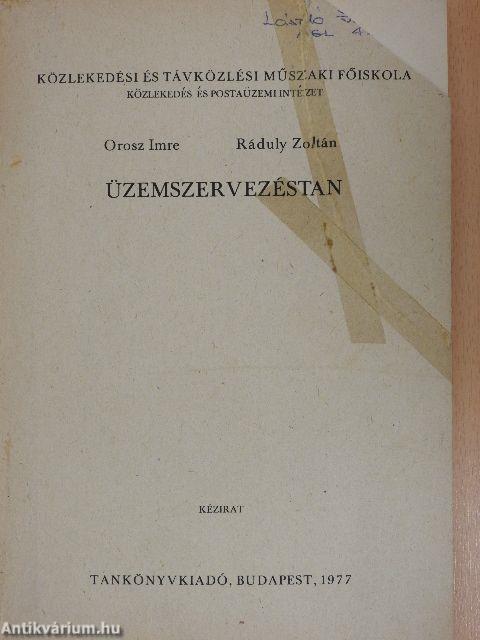 KÖZLEKEDÉSI ÉS TÁVKÖZLÉSI MŰSZAKI FŐISKOLA
KÖZLEKEDÉS ÉS POSTAÜZEMI INTÉZET
Orosz Imre Ráduly Zoltán
ÜZEMSZERVEZÉSTAN
KÉZIRAT
TANKÖNYVKIADÓ, BUDAPEST, 1977
Antikvárium.hu